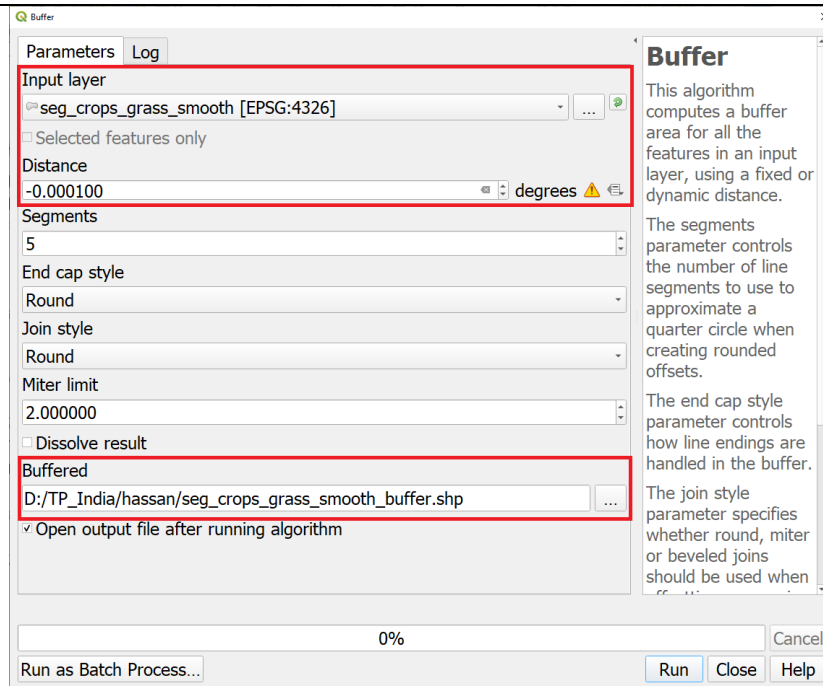 Buffer
Parameters Log
Input layer
seg_crops_grass_smooth [EPSG:4326]
...
Selected features only
Distance
-0.000100
degrees
Segments
5
End cap style
Round
Join style
Round
Miter limit
2.000000
Dissolve result
Buffered
D:/TP_India/hassan/seg_crops_grass_smooth_buffer.shp
...
Open output file after running algorithm
Buffer
This algorithm
computes a buffer
area for all the
features in an input
layer, using a fixed or
dynamic distance.
The segments
parameter controls
the number of line
segments to use to
approximate a
quarter circle when
creating rounded
offsets.
The end cap style
parameter controls
how line endings are
handled in the buffer.
The join style
parameter specifies
whether round, miter
or beveled joins
should be used when
0%
Cancel
Run as Batch Process...
Run Close Help